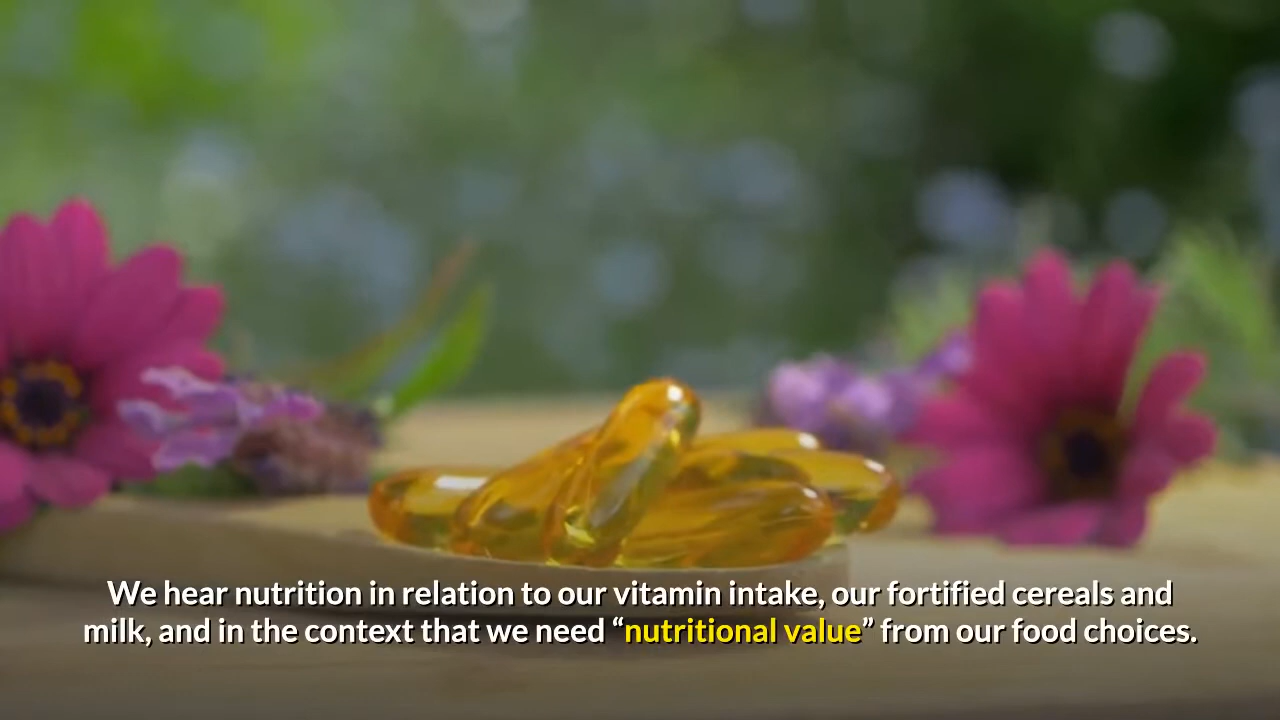 We hear nutrition in relation to our vitamin intake, our fortified cereals and
milk, and in the context that we need “nutritional value” from our food choices.